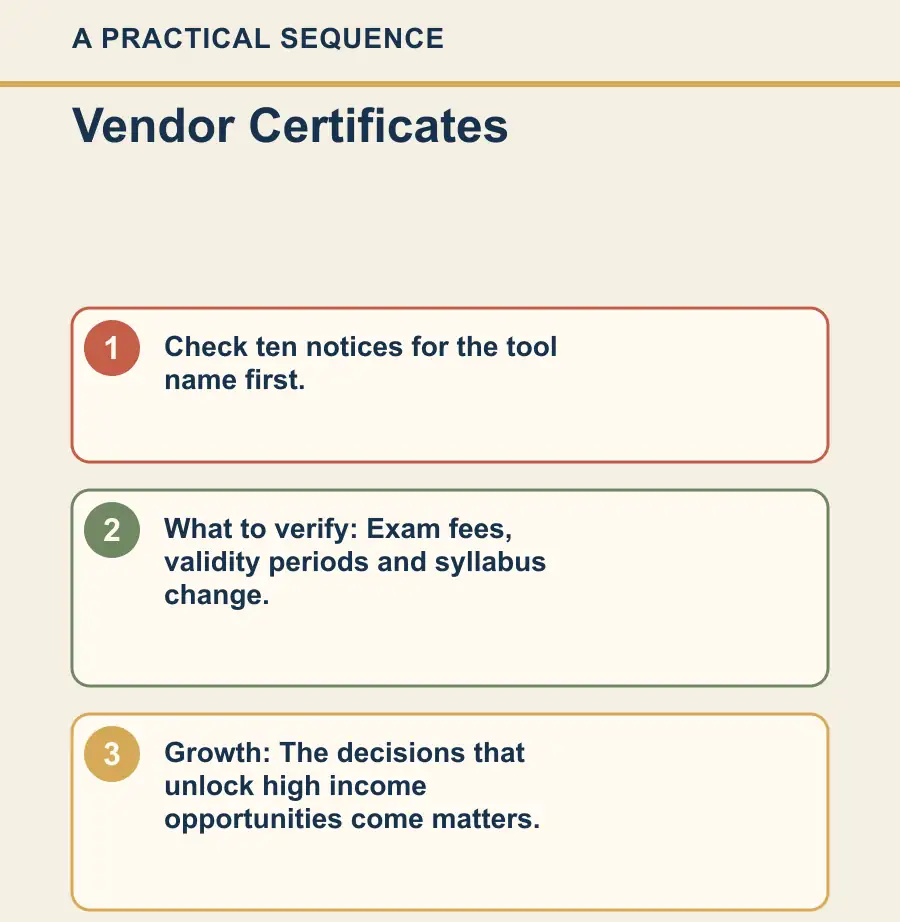 A PRACTICAL SEQUENCE
Vendor Certificates
1
Check ten notices for the tool
name first.
2
What to verify: Exam fees,
validity periods and syllabus
change.
3
Growth: The decisions that
unlock high income
opportunities come matters.